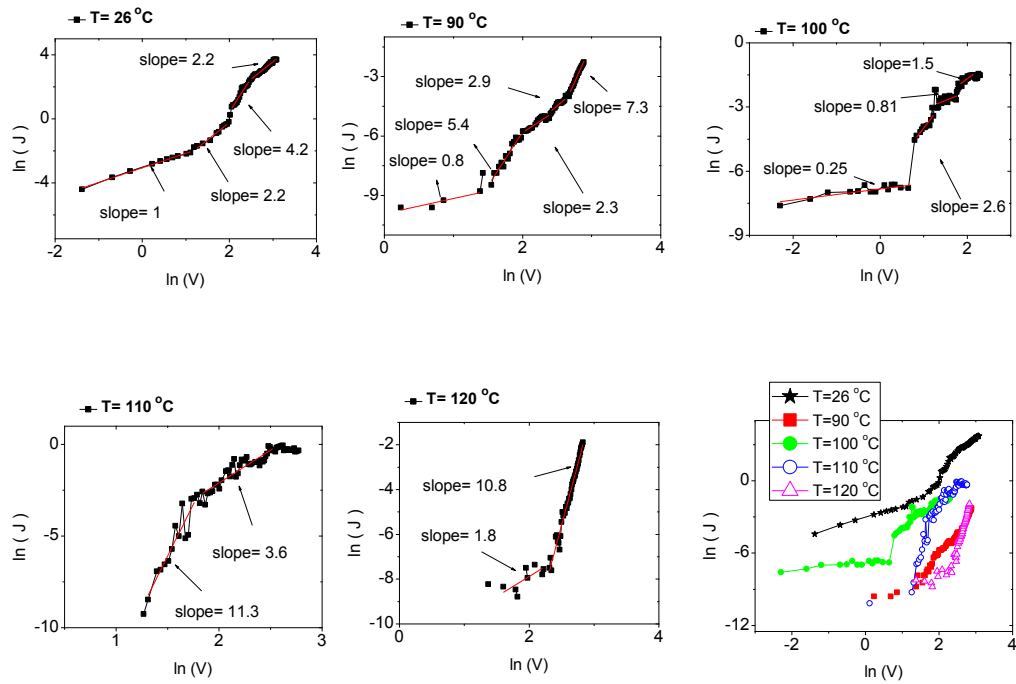 T= 26 °C
ln ( J )
4
0
-4
slope= 2.2
slope= 4.2
slope= 2.2
slope= 1
-2
0
2
4
ln (V)
T= 90 °C
ln ( J )
-3
-6
-9
2.9
slope=
slope= 7.3
5.4
slope=
slope= 0.8
slope=
2.3
0
1
2
3
ln (V)
T= 100 °C
ln ( J )
0
-3
-6
-9
slope=1.5
slope= 0.81
slope= 0.25
slope= 2.6
-2
0
2
ln (V)
T= 110 °C
ln ( J )
0
-5
-10
slope= 3.6
slope= 11.3
1
2
3
ln (V)
T= 120 °C
ln ( J )
-2
-4
-6
-8
-10
slope= 10.8
slope= 1.8
0
2
4
ln (V)
T=26 °C
T=90 °C
T=100 °C
T=110 °C
T=120 °C
ln ( J )
0
-6
-12
-2
0
2
4
ln (V)